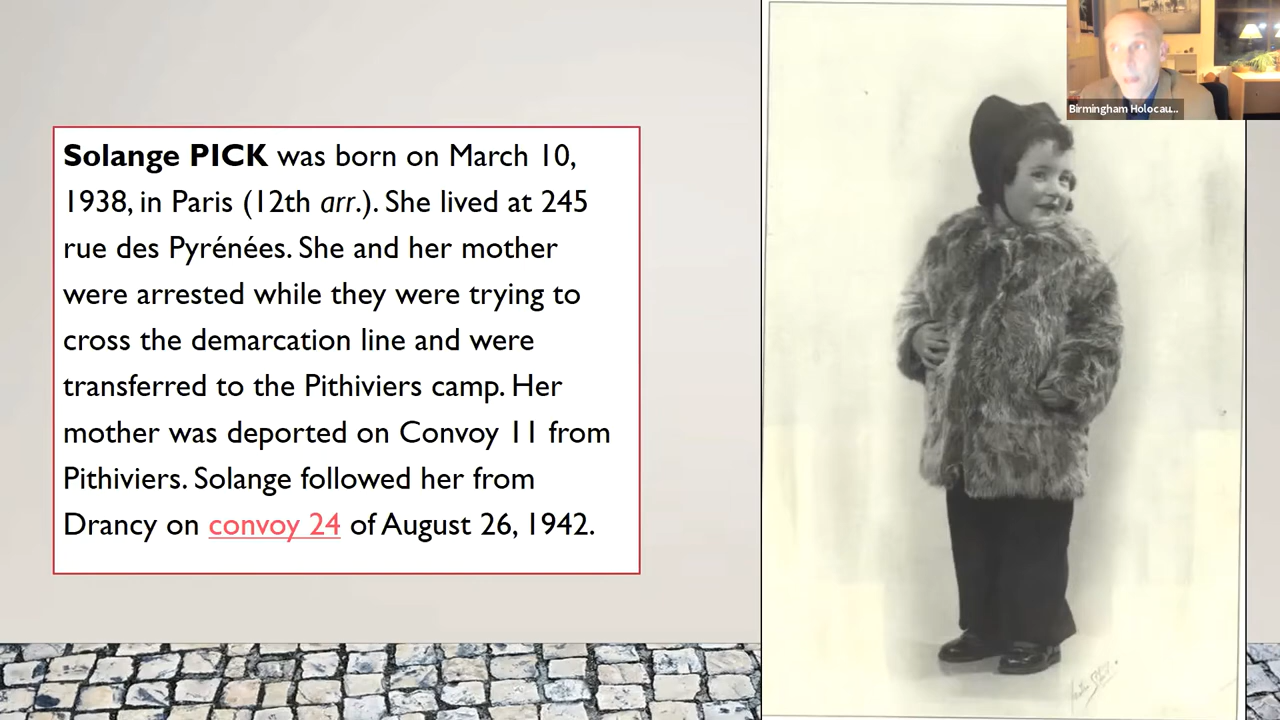 Solange PICK was born on March 10,
1938, in Paris (12th arr.). She lived at 245
rue des Pyrénées. She and her mother
were arrested while they were trying to
cross the demarcation line and were
transferred to the Pithiviers camp. Her
mother was deported on Convoy 11 from
Pithiviers. Solange followed her from
Drancy on convoy 24 of August 26, 1942.
Birmingham Holocau...